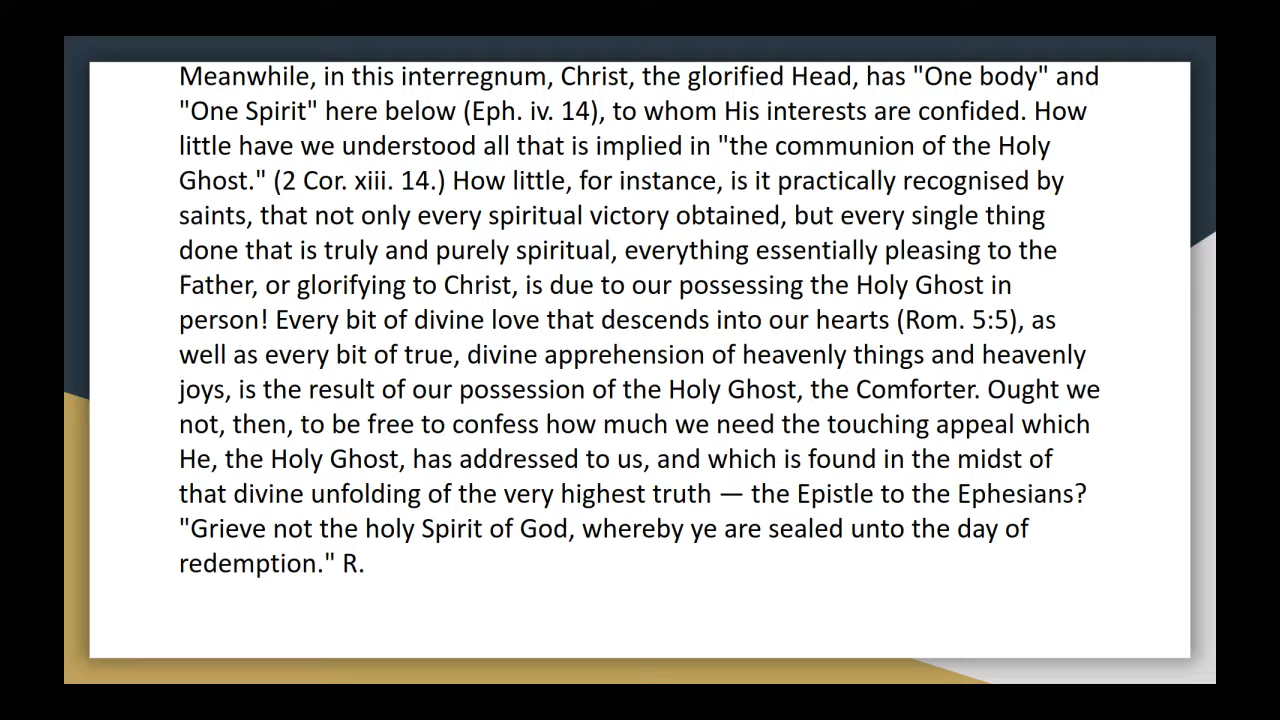 Meanwhile, in this interregnum, Christ, the glorified Head, has "One body" and
"One Spirit" here below (Eph. iv. 14), to whom His interests are confided. How
little have we understood all that is implied in "the communion of the Holy
Ghost." (2 Cor. xiii. 14.) How little, for instance, is it practically recognised by
saints, that not only every spiritual victory obtained, but every single thing
done that is truly and purely spiritual, everything essentially pleasing to the
Father, or glorifying to Christ, is due to our possessing the Holy Ghost in
person! Every bit of divine love that descends into our hearts (Rom. 5:5), as
well as every bit of true, divine apprehension of heavenly things and heavenly
joys, is the result of our possession of the Holy Ghost, the Comforter. Ought we
not, then, to be free to confess how much we need the touching appeal which
He, the Holy Ghost, has addressed to us, and which is found in the midst of
that divine unfolding of the very highest truth — the Epistle to the Ephesians?
"Grieve not the holy Spirit of God, whereby ye are sealed unto the day of
redemption." R.